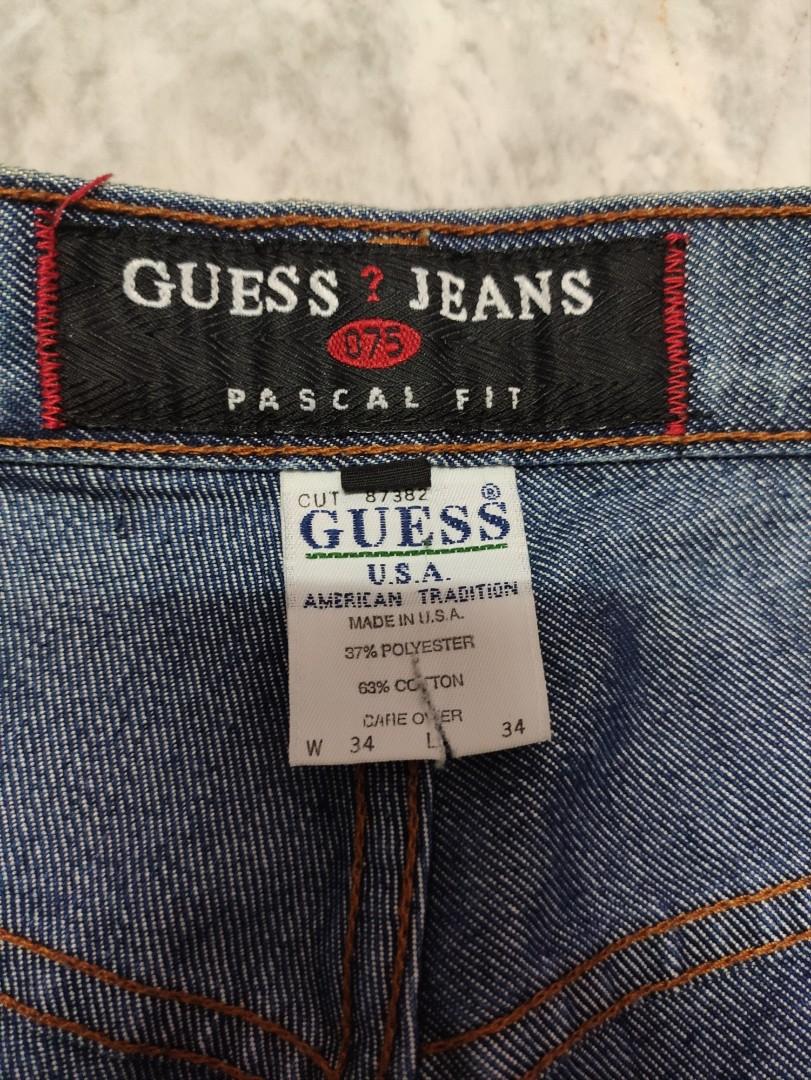 GUESS ? JEANS
075
PASCAL FIT
CUT 87382
GUESS®
U.S.A.
AMERICAN TRADITION
MADE IN U.S.A.
37% POLYESTER
63% COTTON
CARE OVER
W 34 L 34